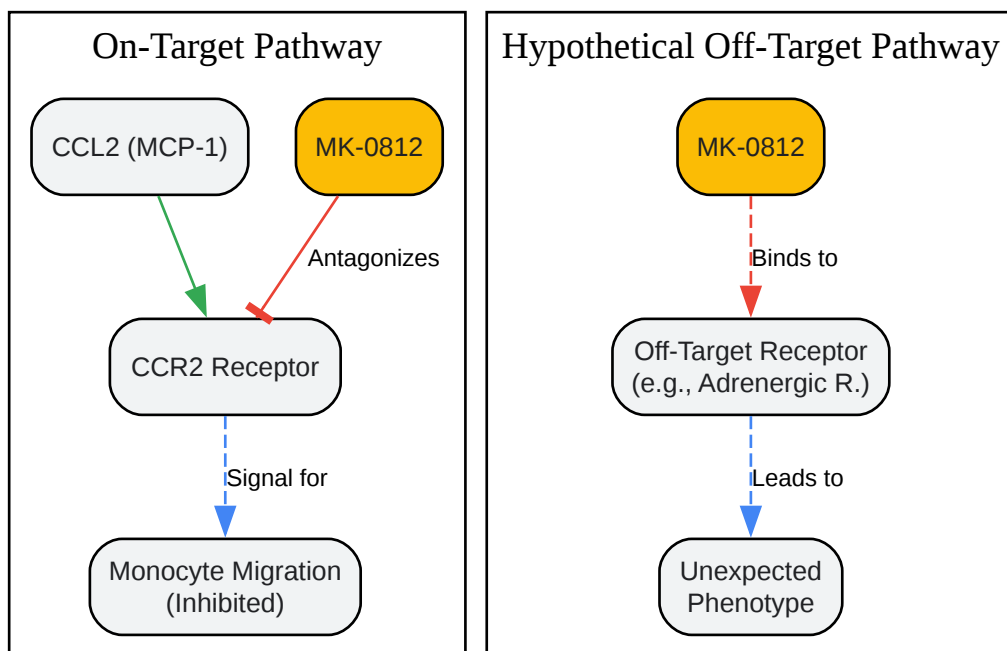 On-Target Pathway
CCL2 (MCP-1)
MK-0812
Antagonizes
CCR2 Receptor
Signal for
Monocyte Migration
(Inhibited)
Hypothetical Off-Target Pathway
MK-0812
Binds to
Off-Target Receptor
(e.g., Adrenergic R.)
Leads to
Unexpected
Phenotype